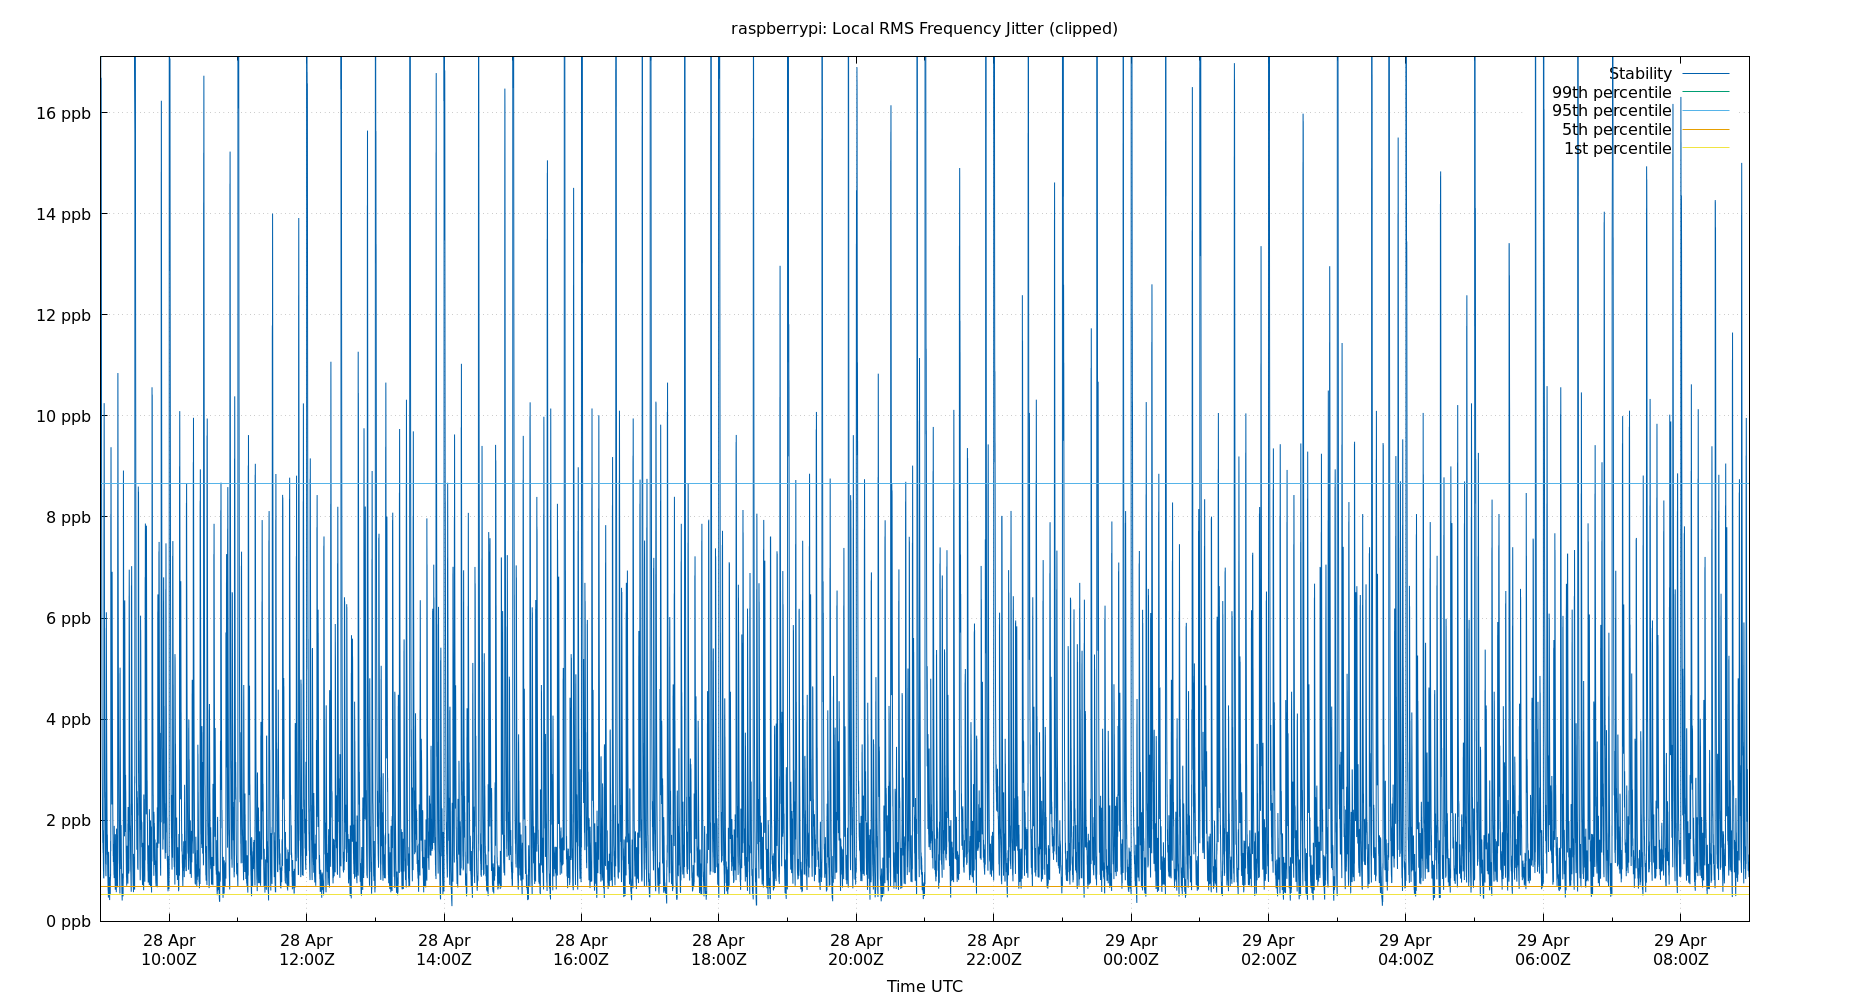 raspberrypi: Local RMS Frequency Jitter (clipped)
Stability
99th percentile
95th percentile
5th percentile
1st percentile
16 ppb
14 ppb
12 ppb
10 ppb
8 ppb
6 ppb
4 ppb
2 ppb
0 ppb
28 Apr 28 Apr 28 Apr 28 Apr 28 Apr 28 Apr 28 Apr 29 Apr 29 Apr 29 Apr 29 Apr 29 Apr
10:00Z 12:00Z 14:00Z 16:00Z 18:00Z 20:00Z 22:00Z 00:00Z 02:00Z 04:00Z 06:00Z 08:00Z
Time UTC